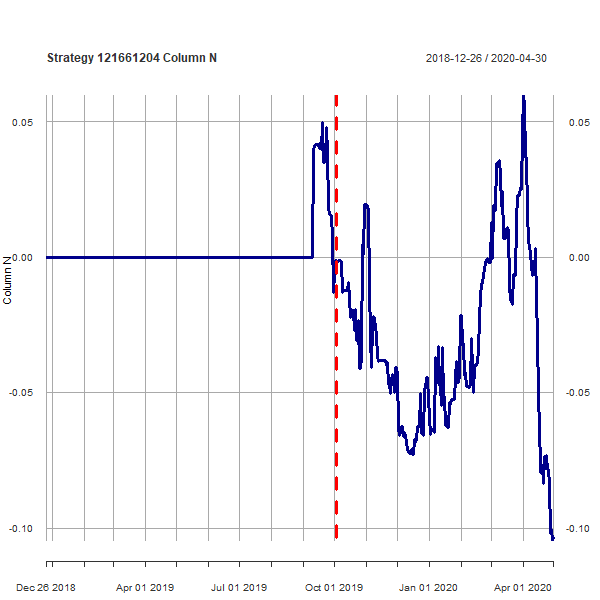 Strategy 121661204 Column N
2018-12-26 / 2020-04-30
0.05 0.05
0.00 0.00
-0.05 -0.05
-0.10 -0.10
Column N
Dec 26 2018 Apr 01 2019 Jul 01 2019 Oct 01 2019 Jan 01 2020 Apr 01 2020